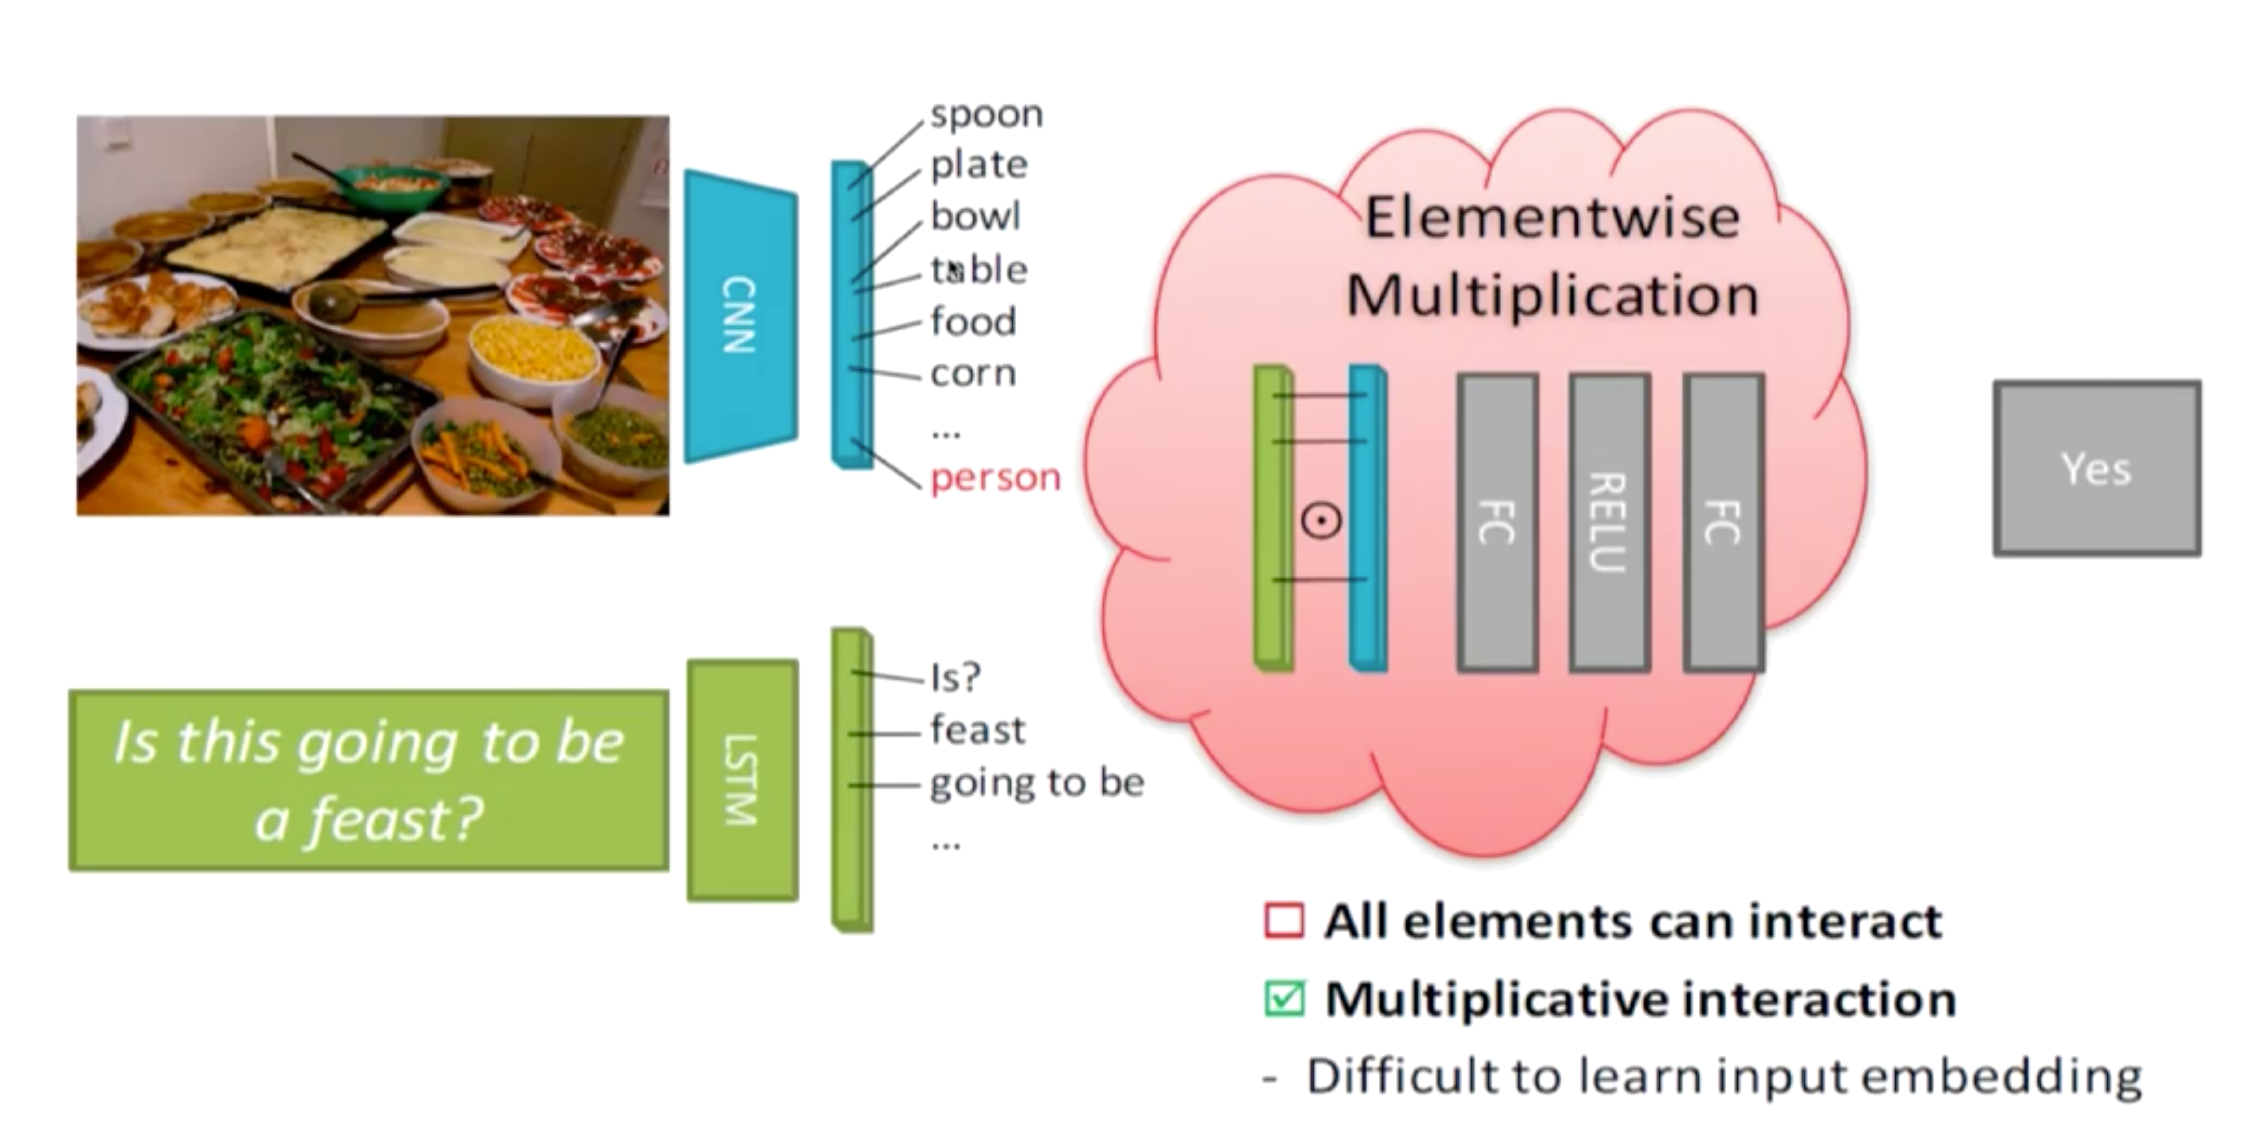 spoon
plate
bowl
table
food
corn
...
person
CNN
Is this going to be
a feast?
LSTM
Is?
feast
going to be
...
Elementwise
Multiplication
FC
RELU
FC
Yes
All elements can interact
Multiplicative interaction
- Difficult to learn input embedding